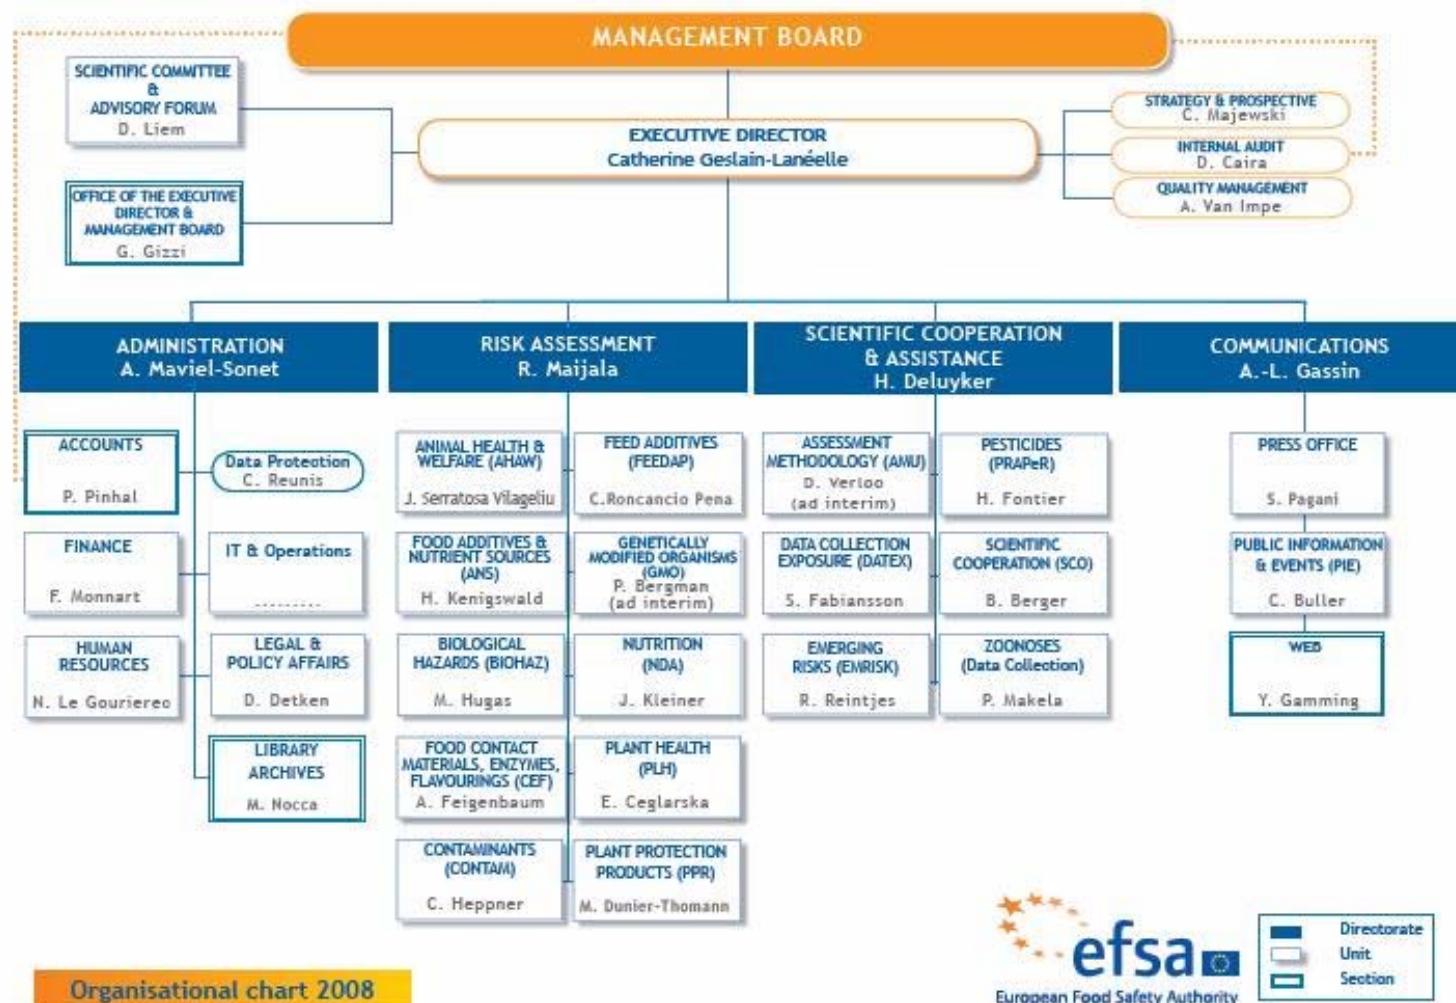 MANAGEMENT BOARD
SCIENTIFIC COMMITTEE
&
ADVISORY FORUM
D. Liem
EXECUTIVE DIRECTOR
Catherine Geslain-Lanéelle
STRATEGY & PROSPECTIVE
C. Majewski
INTERNAL AUDIT
D. Caira
QUALITY MANAGEMENT
A. Van Impe
OFFICE OF THE EXECUTIVE
DIRECTOR &
MANAGEMENT BOARD
G. Gizzi
ADMINISTRATION
A. Maviel-Sonet
ACCOUNTS
P. Pinhal
Data Protection
C. Reunis
FINANCE
F. Monnart
IT & Operations
.........
HUMAN
RESOURCES
N. Le Gouriereo
LEGAL &
POLICY AFFAIRS
D. Detken
LIBRARY
ARCHIVES
M. Nocca
RISK ASSESSMENT
R. Maijala
ANIMAL HEALTH &
WELFARE (AHAW)
J. Serratosa Vilageliu
FEED ADDITIVES
(FEEDAP)
C.Roncancio Pena
FOOD ADDITIVES &
NUTRIENT SOURCES
(ANS)
H. Kenigswald
GENETICALLY
MODIFIED ORGANISMS
(GMO)
P. Bergman
(ad interim)
BIOLOGICAL
HAZARDS (BIOHAZ)
M. Hugas
NUTRITION
(NDA)
J. Kleiner
FOOD CONTACT
MATERIALS, ENZYMES,
FLAVOURINGS (CEF)
A. Feigenbaum
PLANT HEALTH
(PLH)
E. Ceglarska
CONTAMINANTS
(CONTAM)
C. Heppner
PLANT PROTECTION
PRODUCTS (PPR)
M. Dunier-Thomann
SCIENTIFIC COOPERATION
& ASSISTANCE
H. Deluyker
ASSESSMENT
METHODOLOGY (AMU)
D. Verloo
(ad interim)
PESTICIDES
(PRAPeR)
H. Fontier
DATA COLLECTION
EXPOSURE (DATEX)
S. Fabiansson
SCIENTIFIC
COOPERATION (SCO)
B. Berger
EMERGING
RISKS (EMRISK)
R. Reintjes
ZOONOSES
(Data Collection)
P. Makela
COMMUNICATIONS
A.-L. Gassin
PRESS OFFICE
S. Pagani
PUBLIC INFORMATION
& EVENTS (PIE)
C. Buller
WEB
Y. Gamming
Organisational chart 2008
efsa
European Food Safety Authority
Directorate
Unit
Section